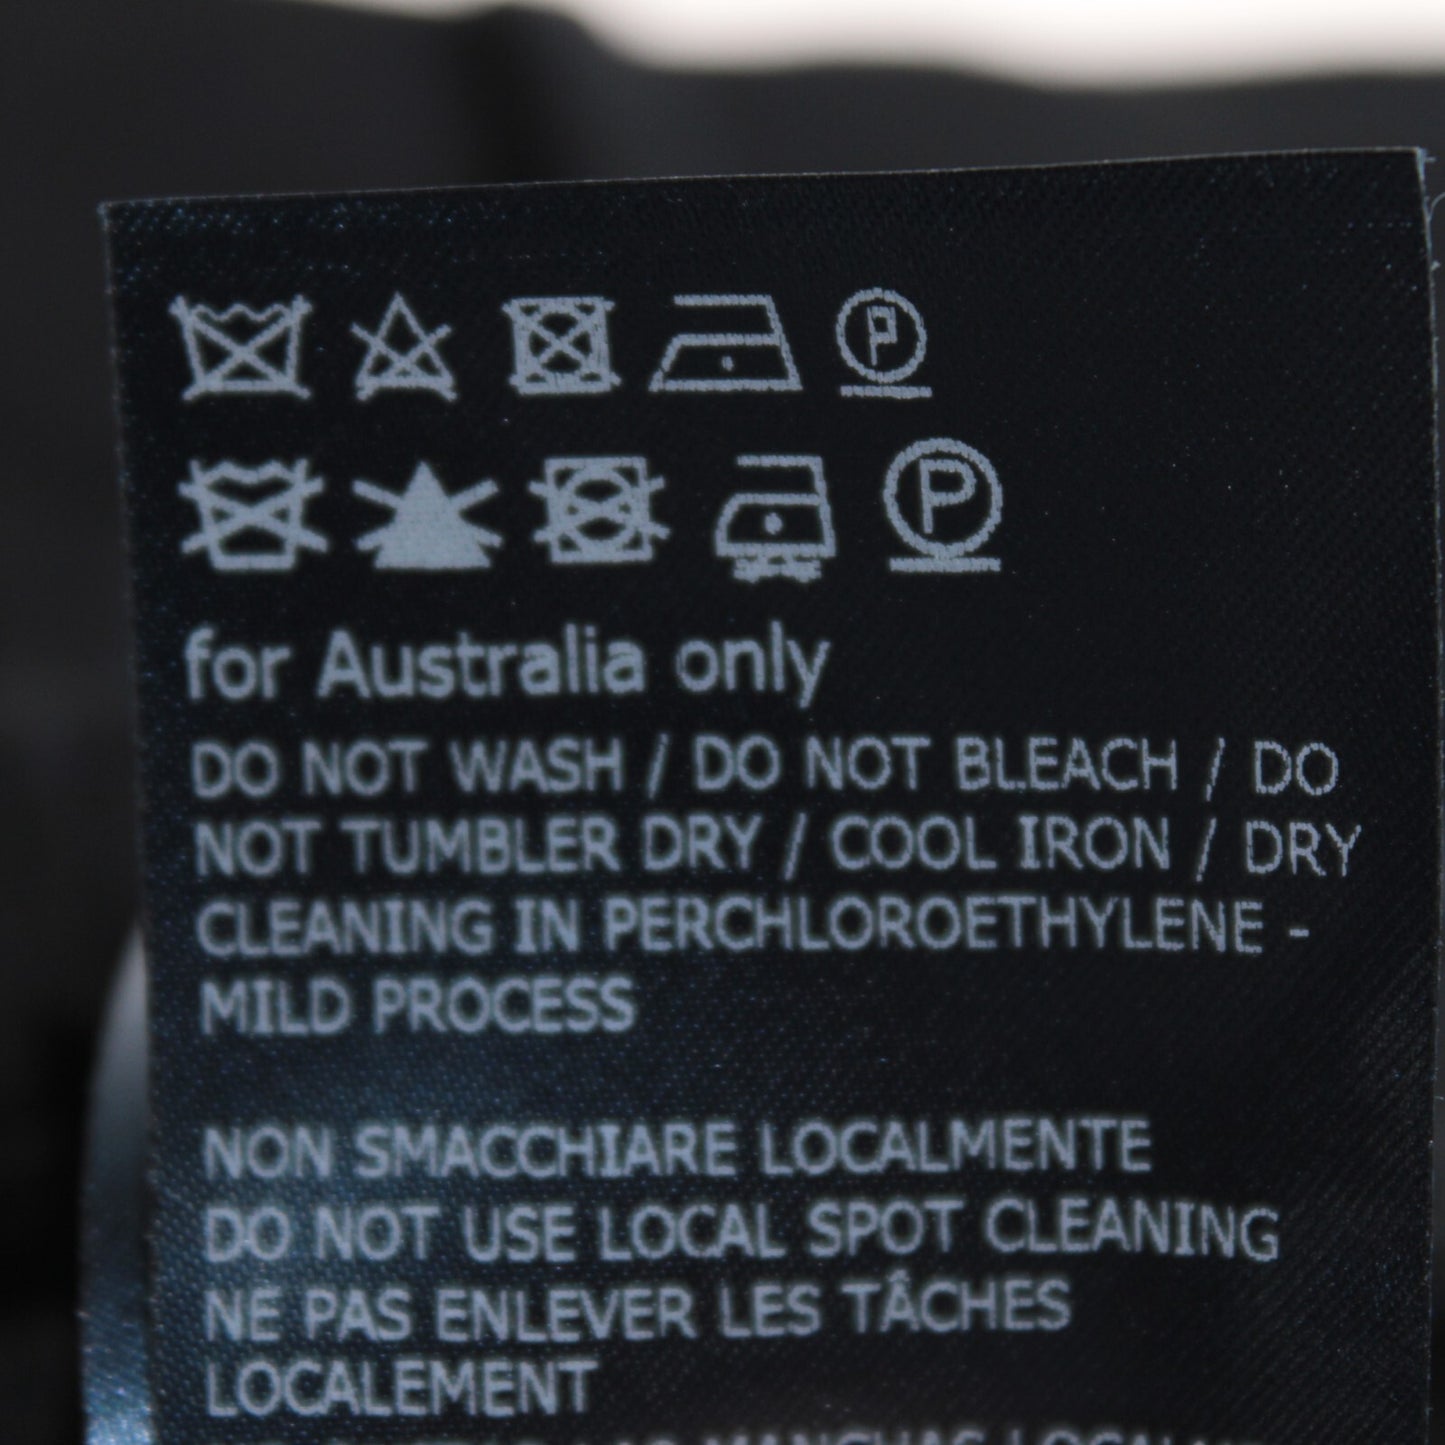 P
P
for Australia only
DO NOT WASH / DO NOT BLEACH / DO
NOT TUMBLER DRY / COOL IRON / DRY
CLEANING IN PERCHLOROETHYLENE -
MILD PROCESS
NON SMACCHIARE LOCALMENTE
DO NOT USE LOCAL SPOT CLEANING
NE PAS ENLEVER LES TÂCHES
LOCALEMENT